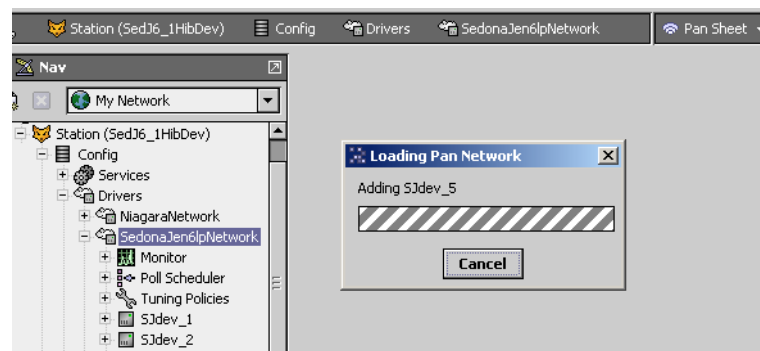 Station (SedJ6_1HibDev) Config Drivers SedonaJen6lpNetwork Pan Sheet
Nav
My Network
Station (SedJ6_1HibDev)
Config
Services
Drivers
NiagaraNetwork
SedonaJen6lpNetwork
Monitor
Poll Scheduler
Tuning Policies
SJdev_1
SJdev_2
Loading Pan Network
Adding SJdev_5
Cancel